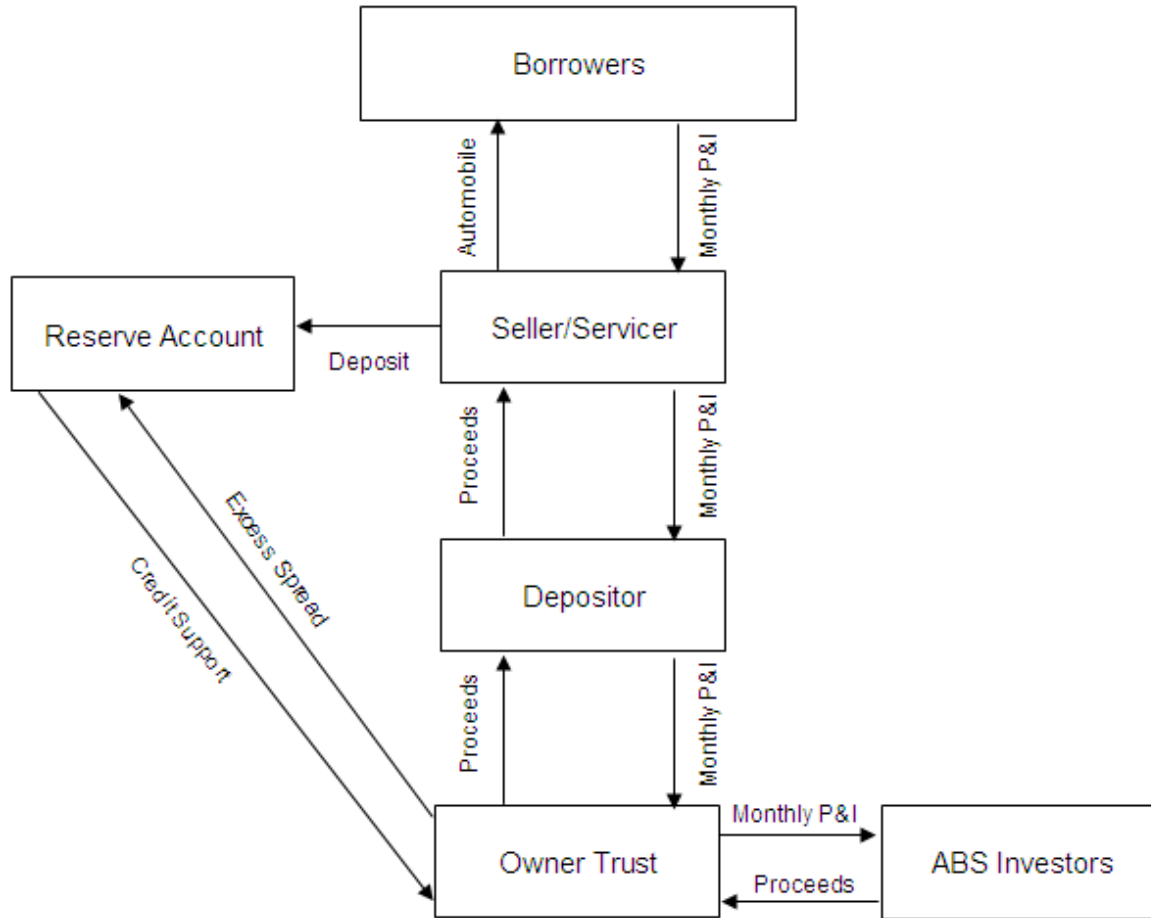 Borrowers
Automobile
Monthly P&I
Reserve Account
Deposit
Seller/Servicer
Proceeds
Monthly P&I
Excess Spread
Credit Support
Depositor
Proceeds
Monthly P&I
Owner Trust
Monthly P&I
Proceeds
ABS Investors